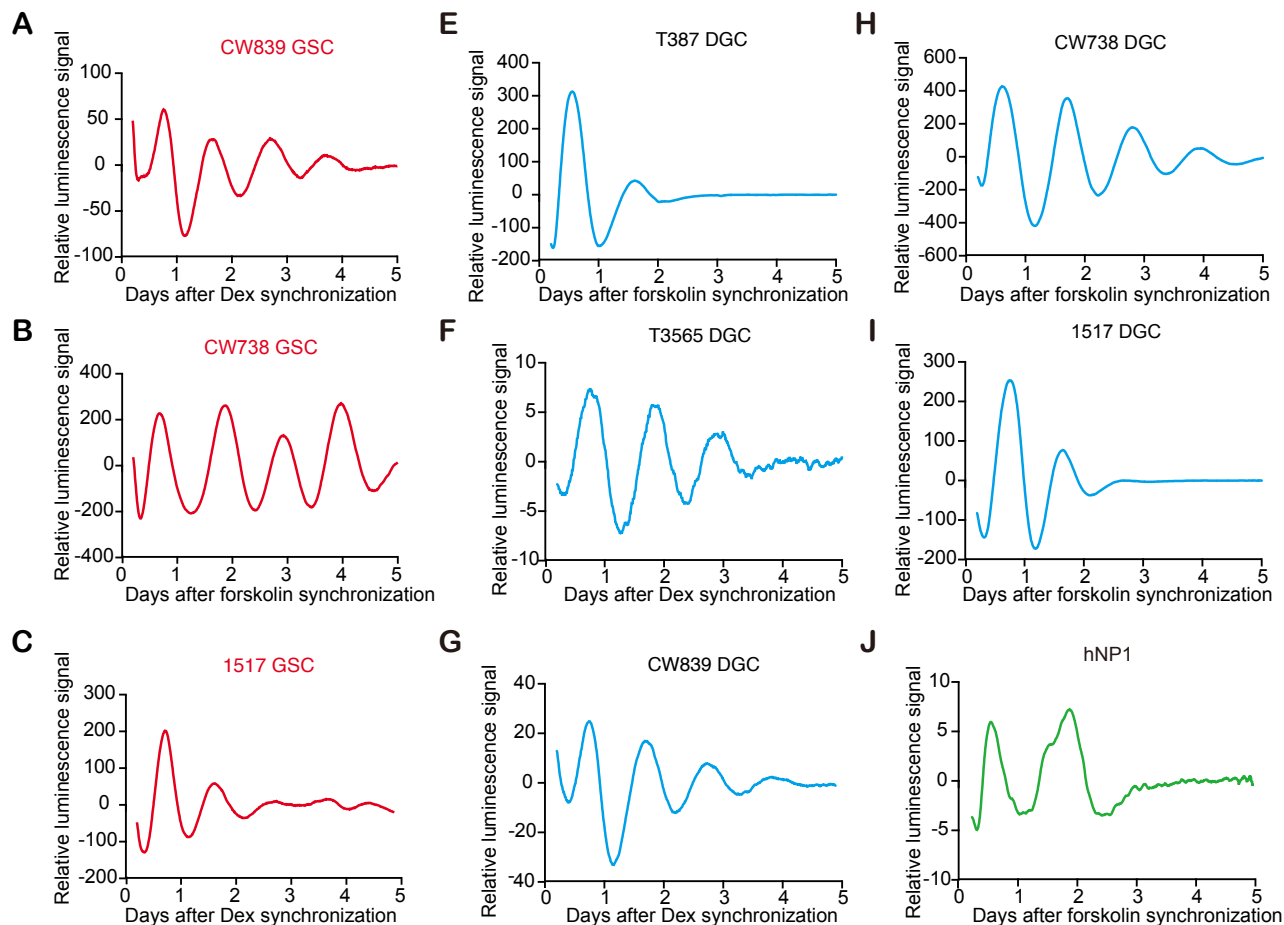 A
CW839 GSC
Relative luminescence signal
100
50
0
-50
-100
0 1 2 3 4 5
Days after Dex synchronization
B
CW738 GSC
Relative luminescence signal
400
200
0
-200
-400
0 1 2 3 4 5
Days after forskolin synchronization
C
1517 GSC
Relative luminescence signal
300
200
100
0
-100
-200
0 1 2 3 4 5
Days after Dex synchronization
E
T387 DGC
Relative luminescence signal
400
300
200
100
0
-100
-200
0 1 2 3 4 5
Days after forskolin synchronization
F
T3565 DGC
Relative luminescence signal
10
5
0
-5
-10
0 1 2 3 4 5
Days after Dex synchronization
G
CW839 DGC
Relative luminescence signal
40
20
0
-20
-40
0 1 2 3 4 5
Days after Dex synchronization
H
CW738 DGC
Relative luminescence signal
600
400
200
0
-200
-400
-600
0 1 2 3 4 5
Days after forskolin synchronization
I
1517 DGC
Relative luminescence signal
300
200
100
0
-100
-200
0 1 2 3 4 5
Days after forskolin synchronization
J
hNP1
Relative luminescence signal
10
5
0
-5
-10
0 1 2 3 4 5
Days after forskolin synchronization